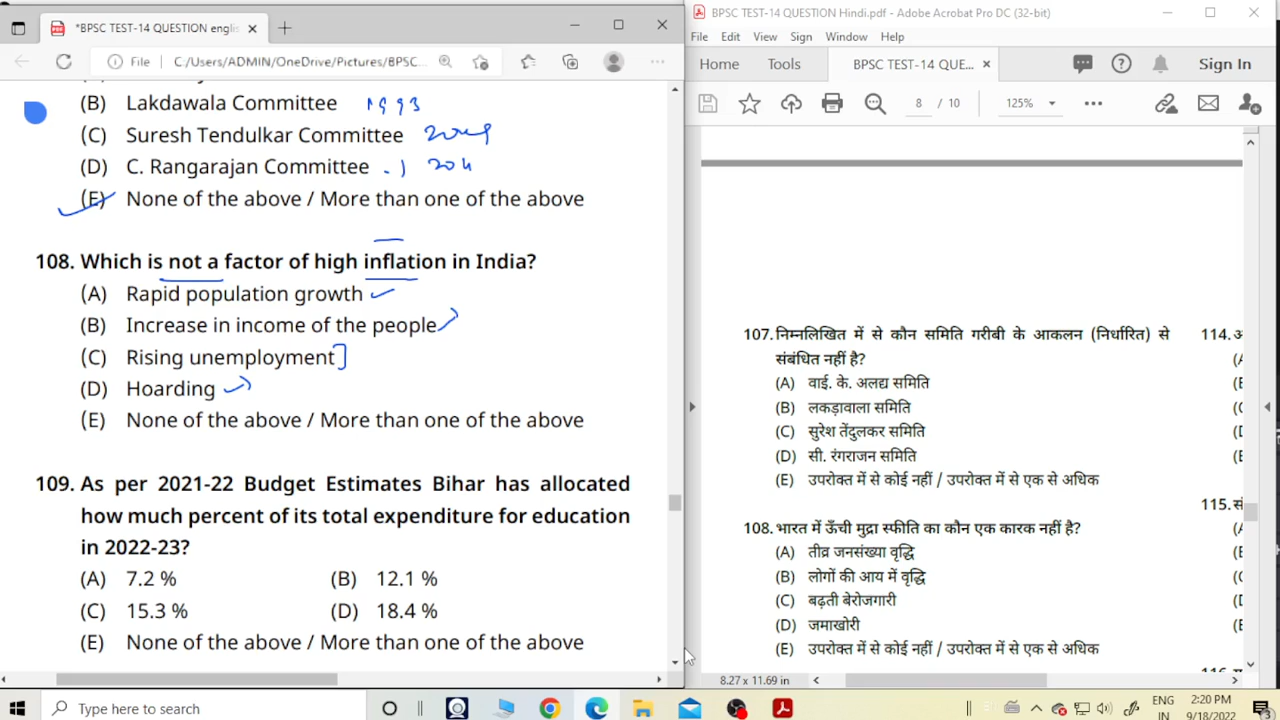 *BPSC TEST-14 QUESTION engli
File
C:/Users/ADMIN/OneDrive/Pictures/BPSC...
(B) Lakdawala Committee 1993
(C) Suresh Tendulkar Committee
(D) C. Rangarajan Committee
(E) None of the above / More than one of the above
108. Which is not a factor of high inflation in India?
(A) Rapid population growth
(B) Increase in income of the people
(C) Rising unemployment
(D) Hoarding
(E) None of the above / More than one of the above
109. As per 2021-22 Budget Estimates Bihar has allocated
how much percent of its total expenditure for education
in 2022-23?
(A) 7.2 % (B) 12.1 %
(C) 15.3 % (D) 18.4 %
(E) None of the above / More than one of the above
BPSC TEST-14 QUESTION Hindi.pdf - Adobe Acrobat Pro DC (32-bit)
File Edit View Sign Window Help
Home Tools BPSC TEST-14 QUE... Sign In
8 / 10 125%
107. निम्नलिखित में से कौन समिति गरीबी के आकलन (निर्धारित) से
संबंधित नहीं है?
(A) वाई. के. अलद्य समिति
(B) लकड़ावाला समिति
(C) सुरेश तेंदुलकर समिति
(D) सी. रंगराजन समिति
(E) उपरोक्त में से कोई नहीं / उपरोक्त में से एक से अधिक
108. भारत में ऊँची मुद्रा स्फीति का कौन एक कारक नहीं है?
(A) तीव्र जनसंख्या वृद्धि
(B) लोगों की आय में वृद्धि
(C) बढ़ती बेरोजगारी
(D) जमाखोरी
(E) उपरोक्त में से कोई नहीं / उपरोक्त में से एक से अधिक
114.
115.
8.27 x 11.69 in
Type here to search
ENG
IN
2:20 PM
9/18/2022